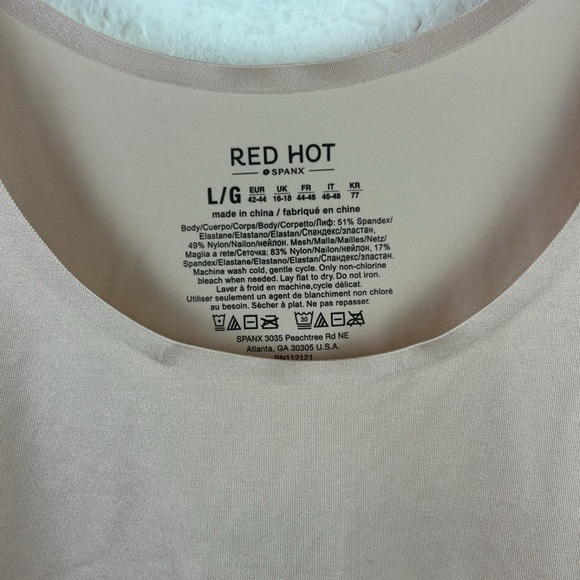 RED HOT
SPANX®
L/G EUR 42-44 UK 16-18 FR 44-46 IT 46-48 KR 77
made in china / fabriqué en chine
Body/Cuerpo/Corps/Body/Corpetto/Лиф: 51% Spandex/
Elastane/Elastano/Elastan/Спандекс/эластан,
49% Nylon/Nailon/нейлон. Mesh/Malla/Mailles/Netz/
Maglia a rete/Сеточка: 83% Nylon/Nailon/нейлон, 17%
Spandex/Elastane/Elastano/Elastan/Спандекс/эластан.
Machine wash cold, gentle cycle. Only non-chlorine
bleach when needed. Lay flat to dry. Do not iron.
Laver à froid en machine,cycle délicat.
Utiliser seulement un agent de blanchiment non chloré
au besoin. Sècher à plat. Ne pas repasser.
30
SPANX 3035 Peachtree Rd NE
Atlanta, GA 30305 U.S.A.
RN112121